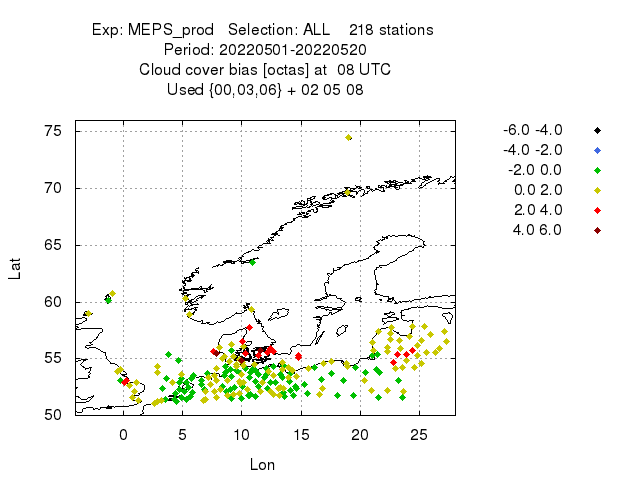 Exp: MEPS_prod Selection: ALL 218 stations
Period: 20220501-20220520
Cloud cover bias [octas] at 08 UTC
Used {00,03,06} + 02 05 08
-6.0 -4.0
-4.0 -2.0
-2.0 0.0
0.0 2.0
2.0 4.0
4.0 6.0
75
70
65
60
55
50
Lat
0 5 10 15 20 25
Lon